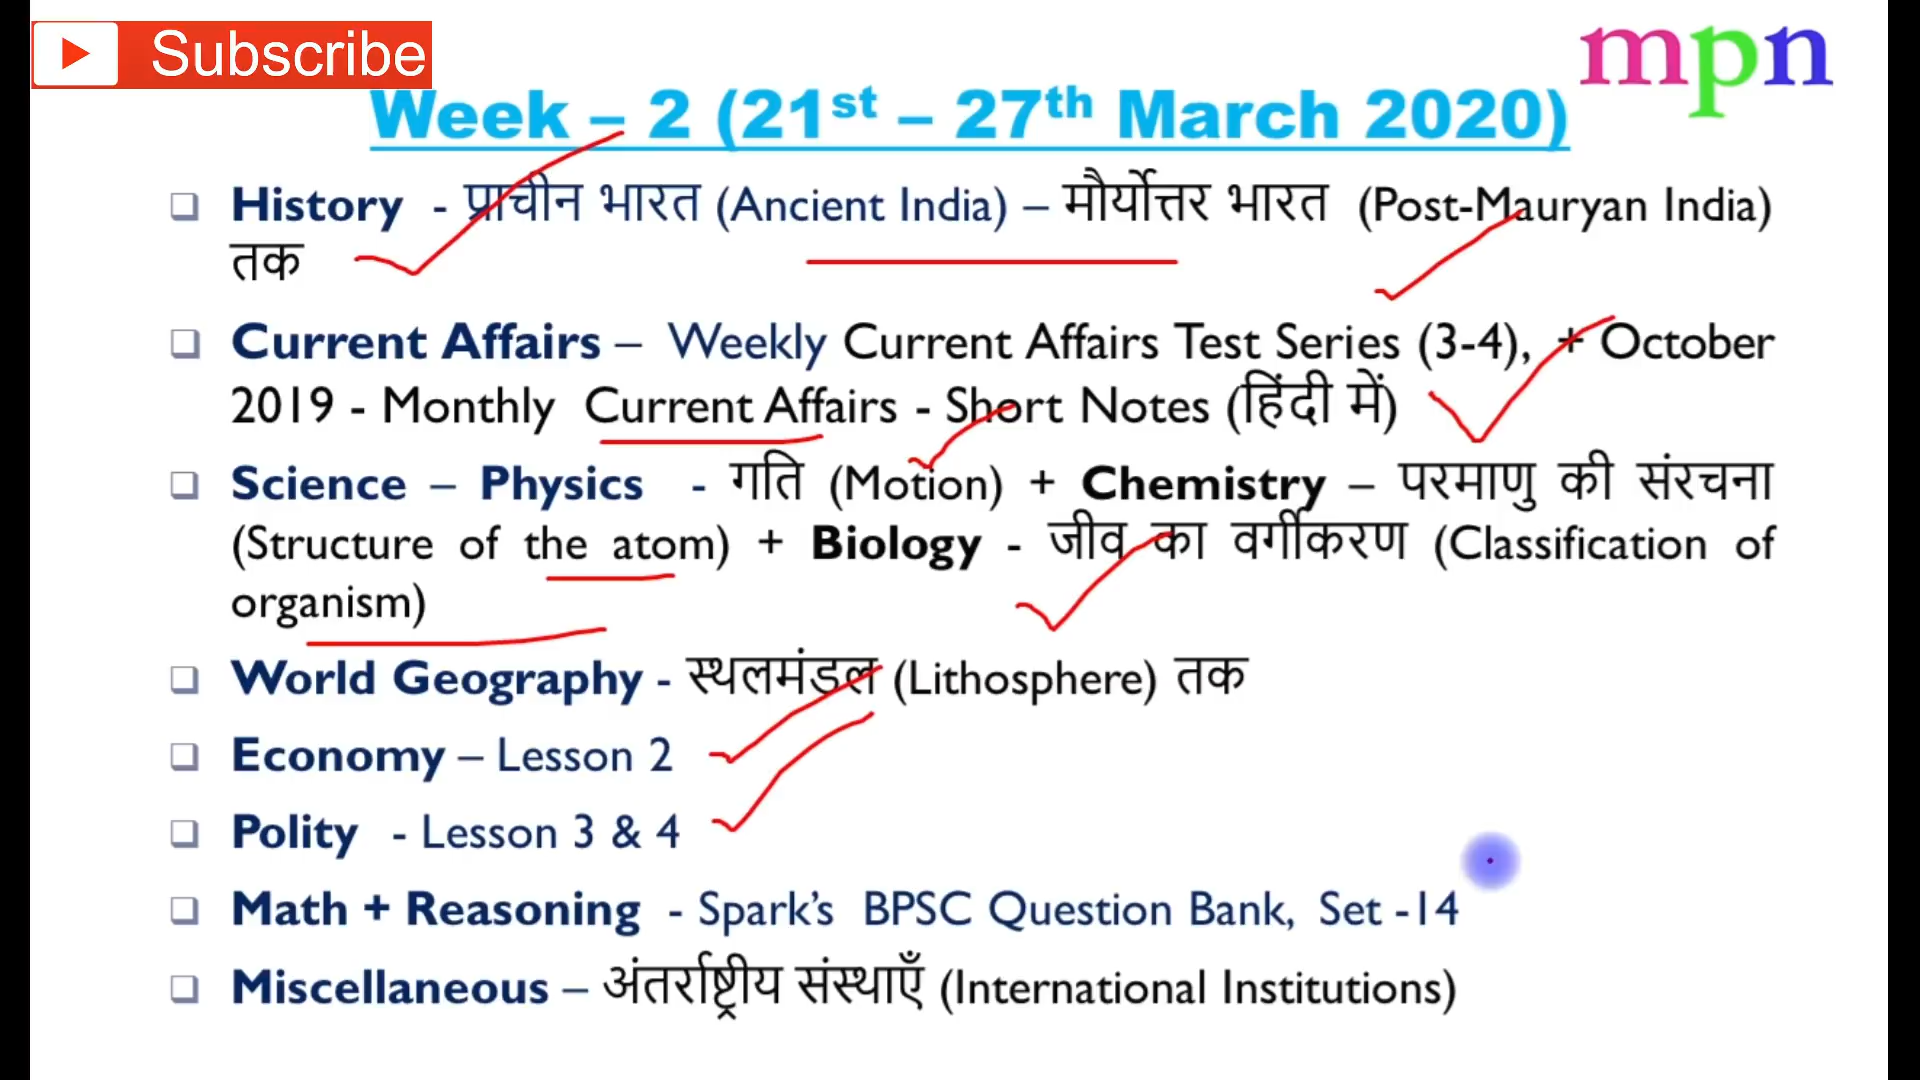 Subscribe
mpn
Week – 2 (21st – 27th March 2020)
❑ History - प्राचीन भारत (Ancient India) – मौर्योत्तर भारत (Post-Mauryan India)
तक
❑ Current Affairs – Weekly Current Affairs Test Series (3-4), + October
2019 - Monthly Current Affairs - Short Notes (हिंदी में)
❑ Science – Physics - गति (Motion) + Chemistry – परमाणु की संरचना
(Structure of the atom) + Biology - जीव का वर्गीकरण (Classification of
organism)
❑ World Geography - स्थलमंडल (Lithosphere) तक
❑ Economy – Lesson 2
❑ Polity - Lesson 3 & 4
❑ Math + Reasoning - Spark’s BPSC Question Bank, Set -14
❑ Miscellaneous – अंतर्राष्ट्रीय संस्थाएँ (International Institutions)